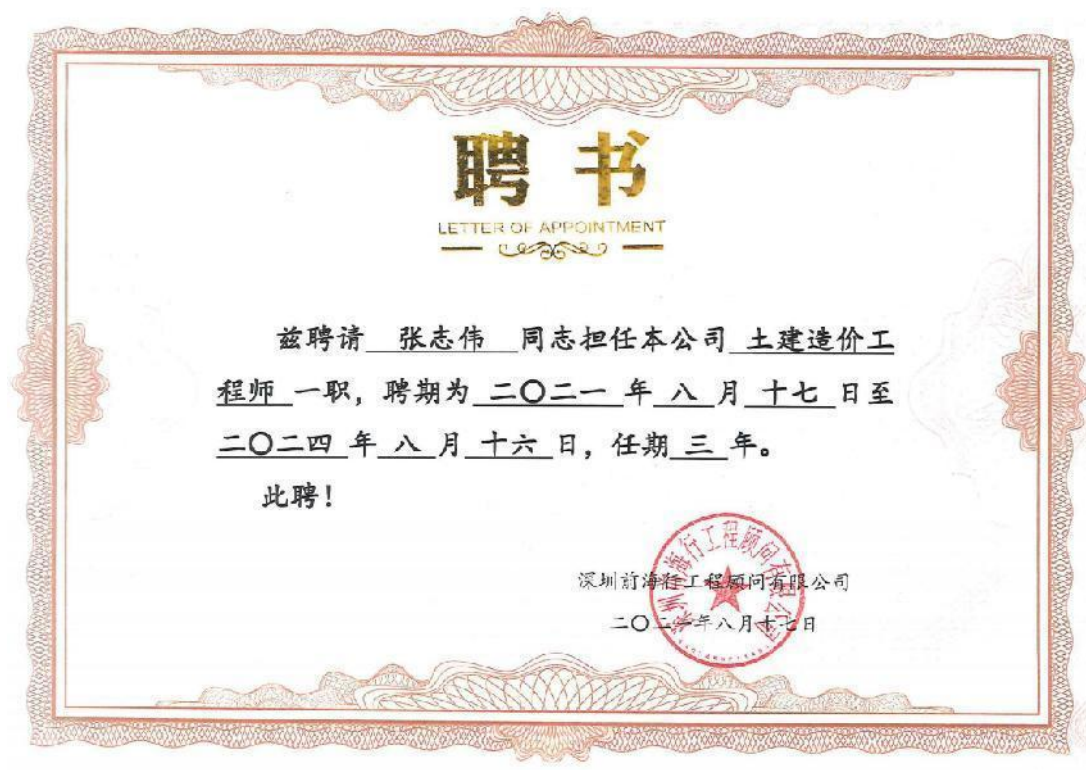 聘书
LETTER OF APPOINTMENT
兹聘请 张志伟 同志担任本公司 土建造价工
程师 一职，聘期为 二〇二一 年 八 月 十七 日至
二〇二四 年 八 月 十六 日，任期 三 年。
此聘！
深圳前海行工程顾问有限公司
二〇二一年八月十七日